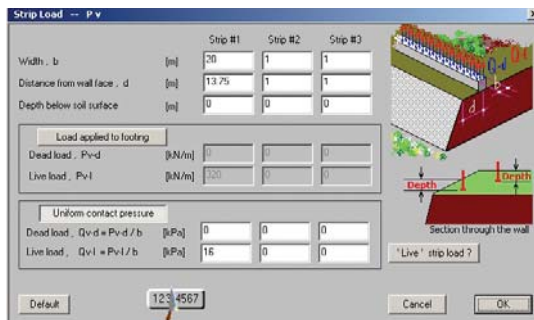 Strip Load -- P v
Strip #1 Strip #2 Strip #3
Width , b [m] 20 1 1
Distance from wall face , d [m] 13.75 1 1
Depth below soil surface [m] 0 0 0
Load applied to footing
Dead load , Pv-d [kN/m] 0 0 0
Live load , Pv-l [kN/m] 320 0 0
Uniform contact pressure
Dead load , Qv-d = Pv-d / b [kPa] 0 0 0
Live load , Qv-l = Pv-l / b [kPa] 16 0 0
Q-d
b
d
Depth Depth
Section through the wall
'Live' strip load ?
Default 123 4567 Cancel OK